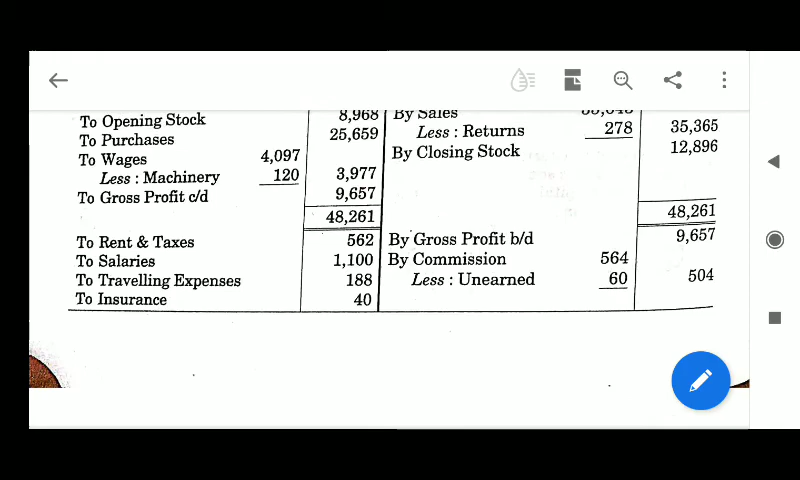 To Opening Stock 8,968 By Sales
To Purchases 25,659 Less : Returns 278 35,365
To Wages 4,097 By Closing Stock 12,896
Less : Machinery 120 3,977
To Gross Profit c/d 9,657
48,261 48,261
To Rent & Taxes 562 By Gross Profit b/d 9,657
To Salaries 1,100 By Commission 564
To Travelling Expenses 188 Less : Unearned 60 504
To Insurance 40